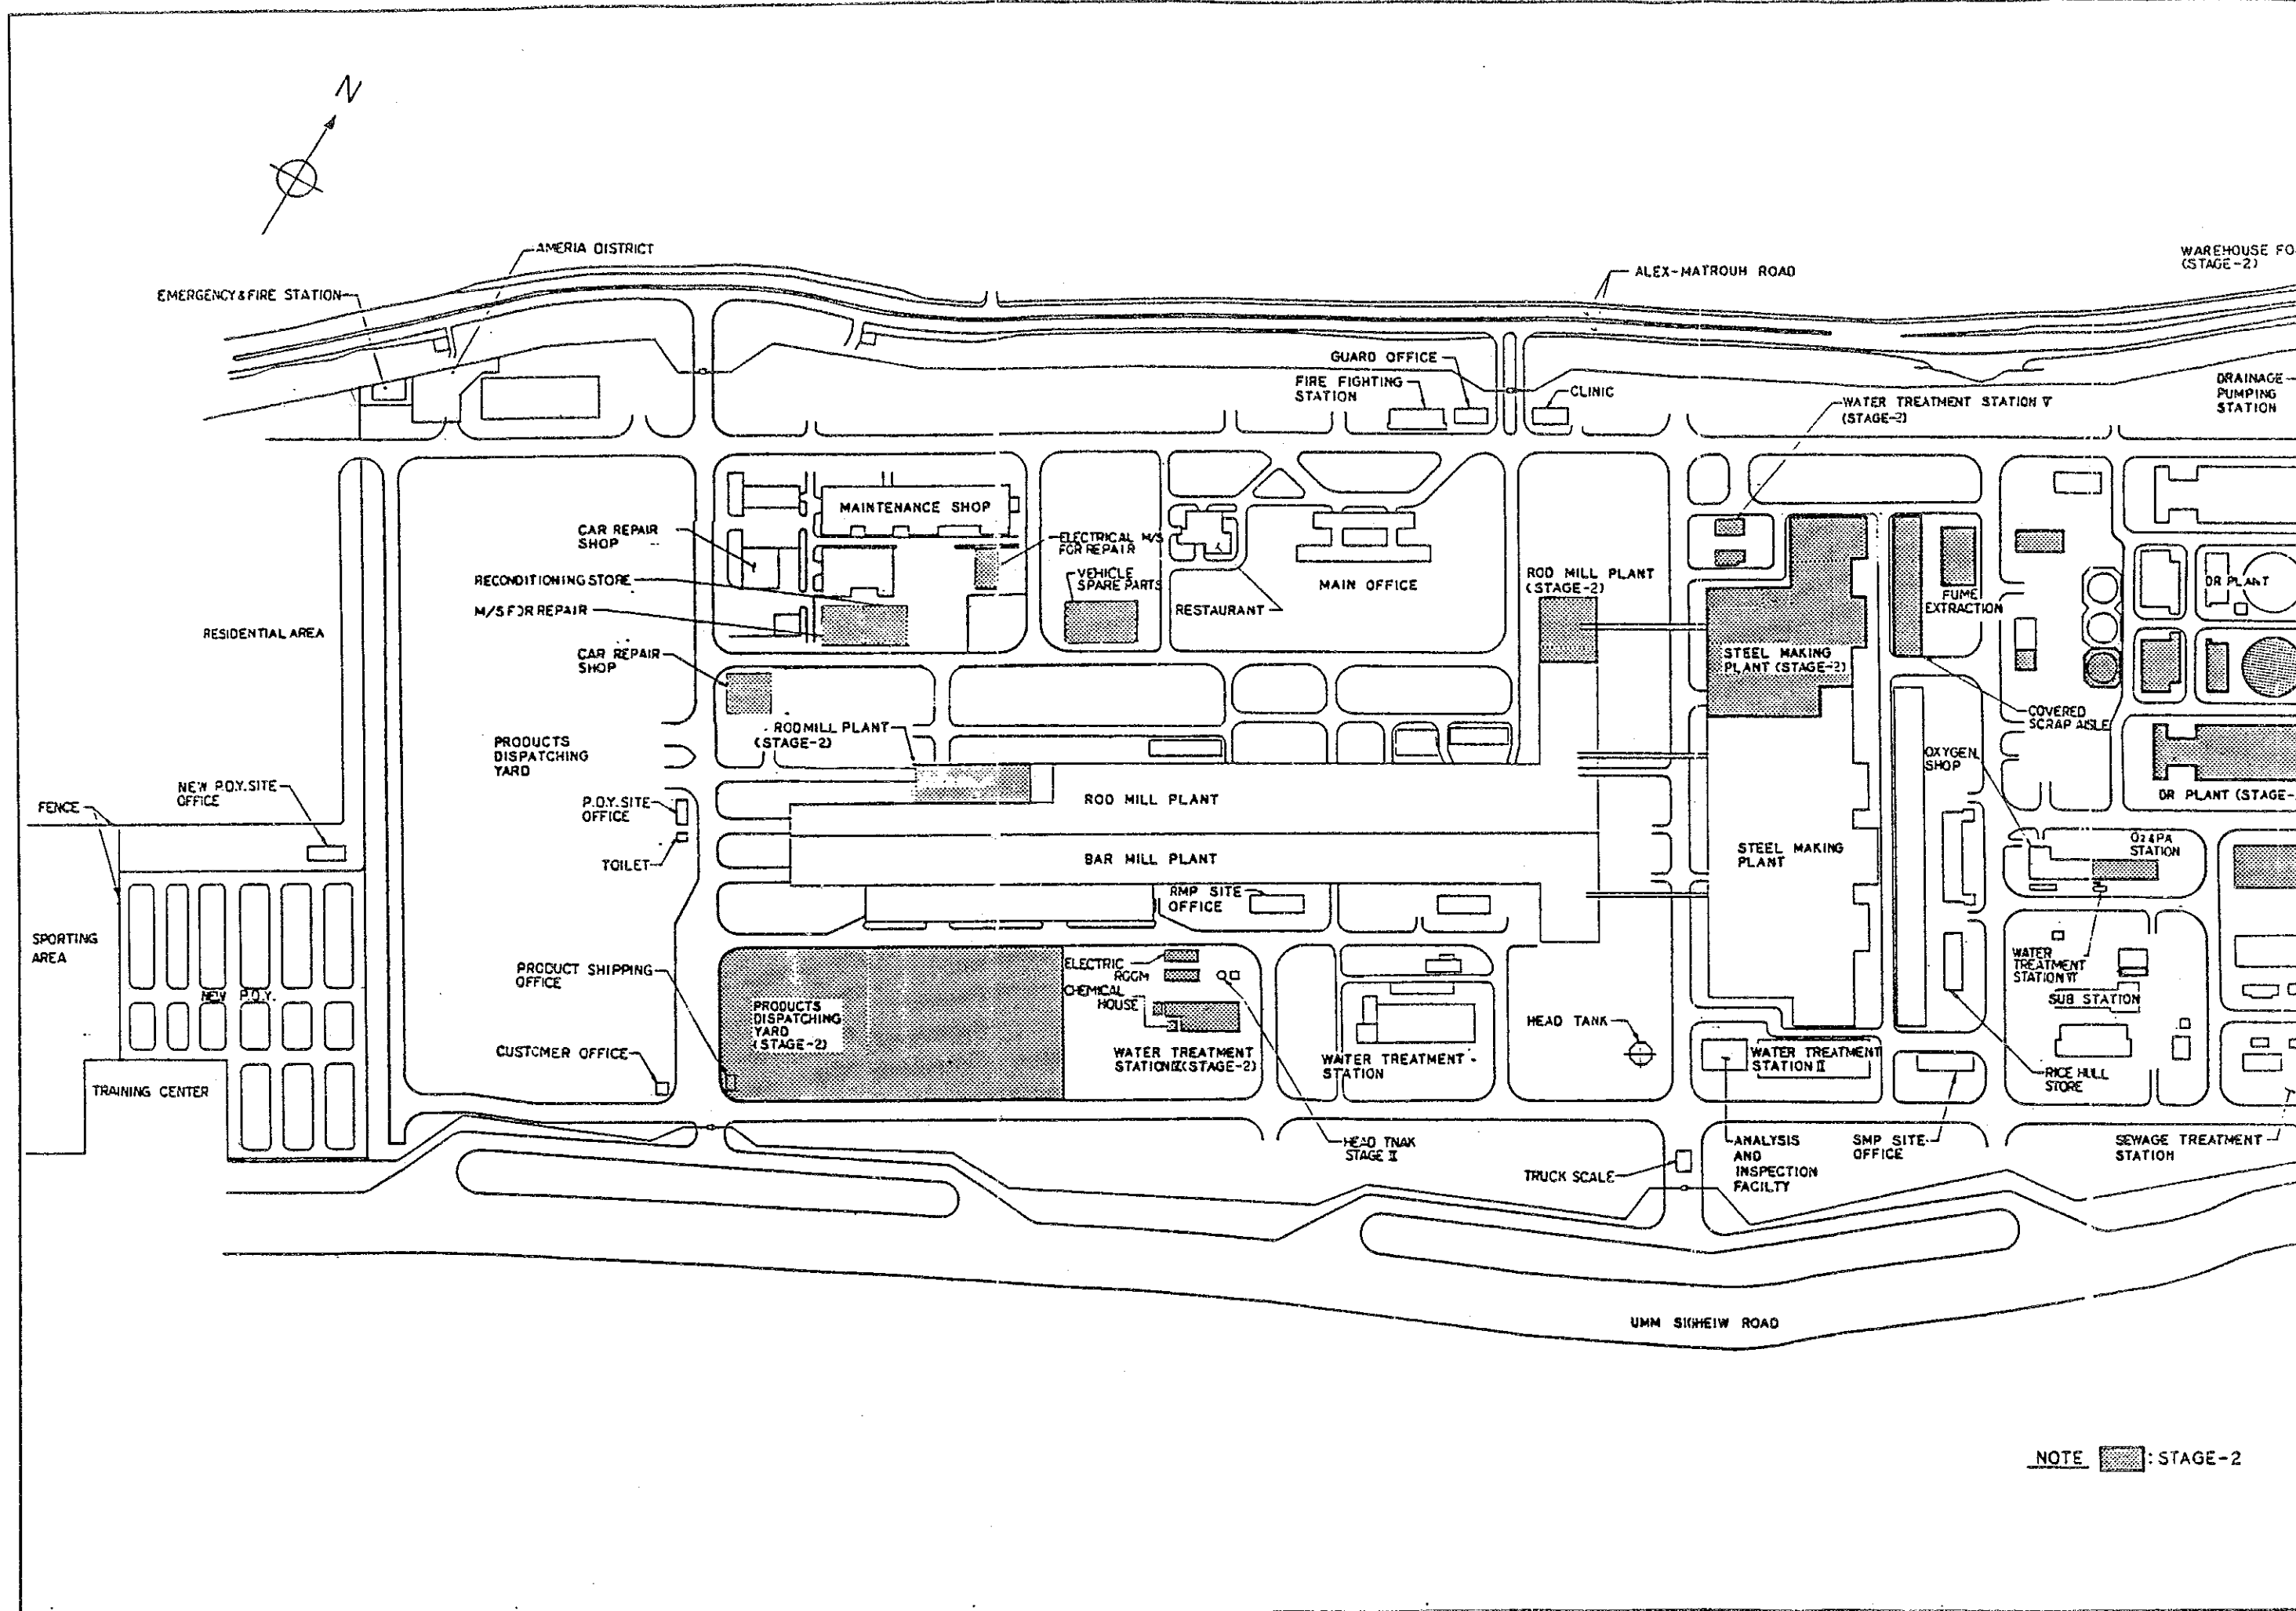 N
AMERIA DISTRICT
EMERGENCY & FIRE STATION
ALEX-MATROUH ROAD
WAREHOUSE FO
(STAGE-2)
GUARD OFFICE
FIRE FIGHTING
STATION
CLINIC
WATER TREATMENT STATION V
(STAGE-2)
DRAINAGE
PUMPING
STATION
MAINTENANCE SHOP
CAR REPAIR
SHOP
ELECTRICAL M/S
FOR REPAIR
RECONDITIONING STORE
VEHICLE
SPARE PARTS
MAIN OFFICE
ROD MILL PLANT
(STAGE-2)
DR PLANT
FUME
EXTRACTION
M/S FOR REPAIR
RESTAURANT
RESIDENTIAL AREA
CAR REPAIR
SHOP
STEEL MAKING
PLANT (STAGE-2)
COVERED
SCRAP AISLE
ROD MILL PLANT
(STAGE-2)
PRODUCTS
DISPATCHING
YARD
OXYGEN
SHOP
NEW P.D.Y. SITE
OFFICE
FENCE
P.D.Y. SITE
OFFICE
ROD MILL PLANT
DR PLANT (STAGE-
TOILET
BAR MILL PLANT
STEEL MAKING
PLANT
O2 & PA
STATION
RMP SITE
OFFICE
SPORTING
AREA
NEW P.D.Y.
PRODUCT SHIPPING
OFFICE
ELECTRIC
ROOM
CHEMICAL
HOUSE
WATER
TREATMENT
STATION VI
SUB STATION
PRODUCTS
DISPATCHING
YARD
(STAGE-2)
HEAD TANK
CUSTOMER OFFICE
WATER TREATMENT
STATION IV (STAGE-2)
WATER TREATMENT
STATION
WATER TREATMENT
STATION II
RICE HULL
STORE
TRAINING CENTER
HEAD TNAK
STAGE II
ANALYSIS
AND
INSPECTION
FACILTY
SMP SITE
OFFICE
SEWAGE TREATMENT
STATION
TRUCK SCALE
UMM SIGHEIW ROAD
NOTE : STAGE-2